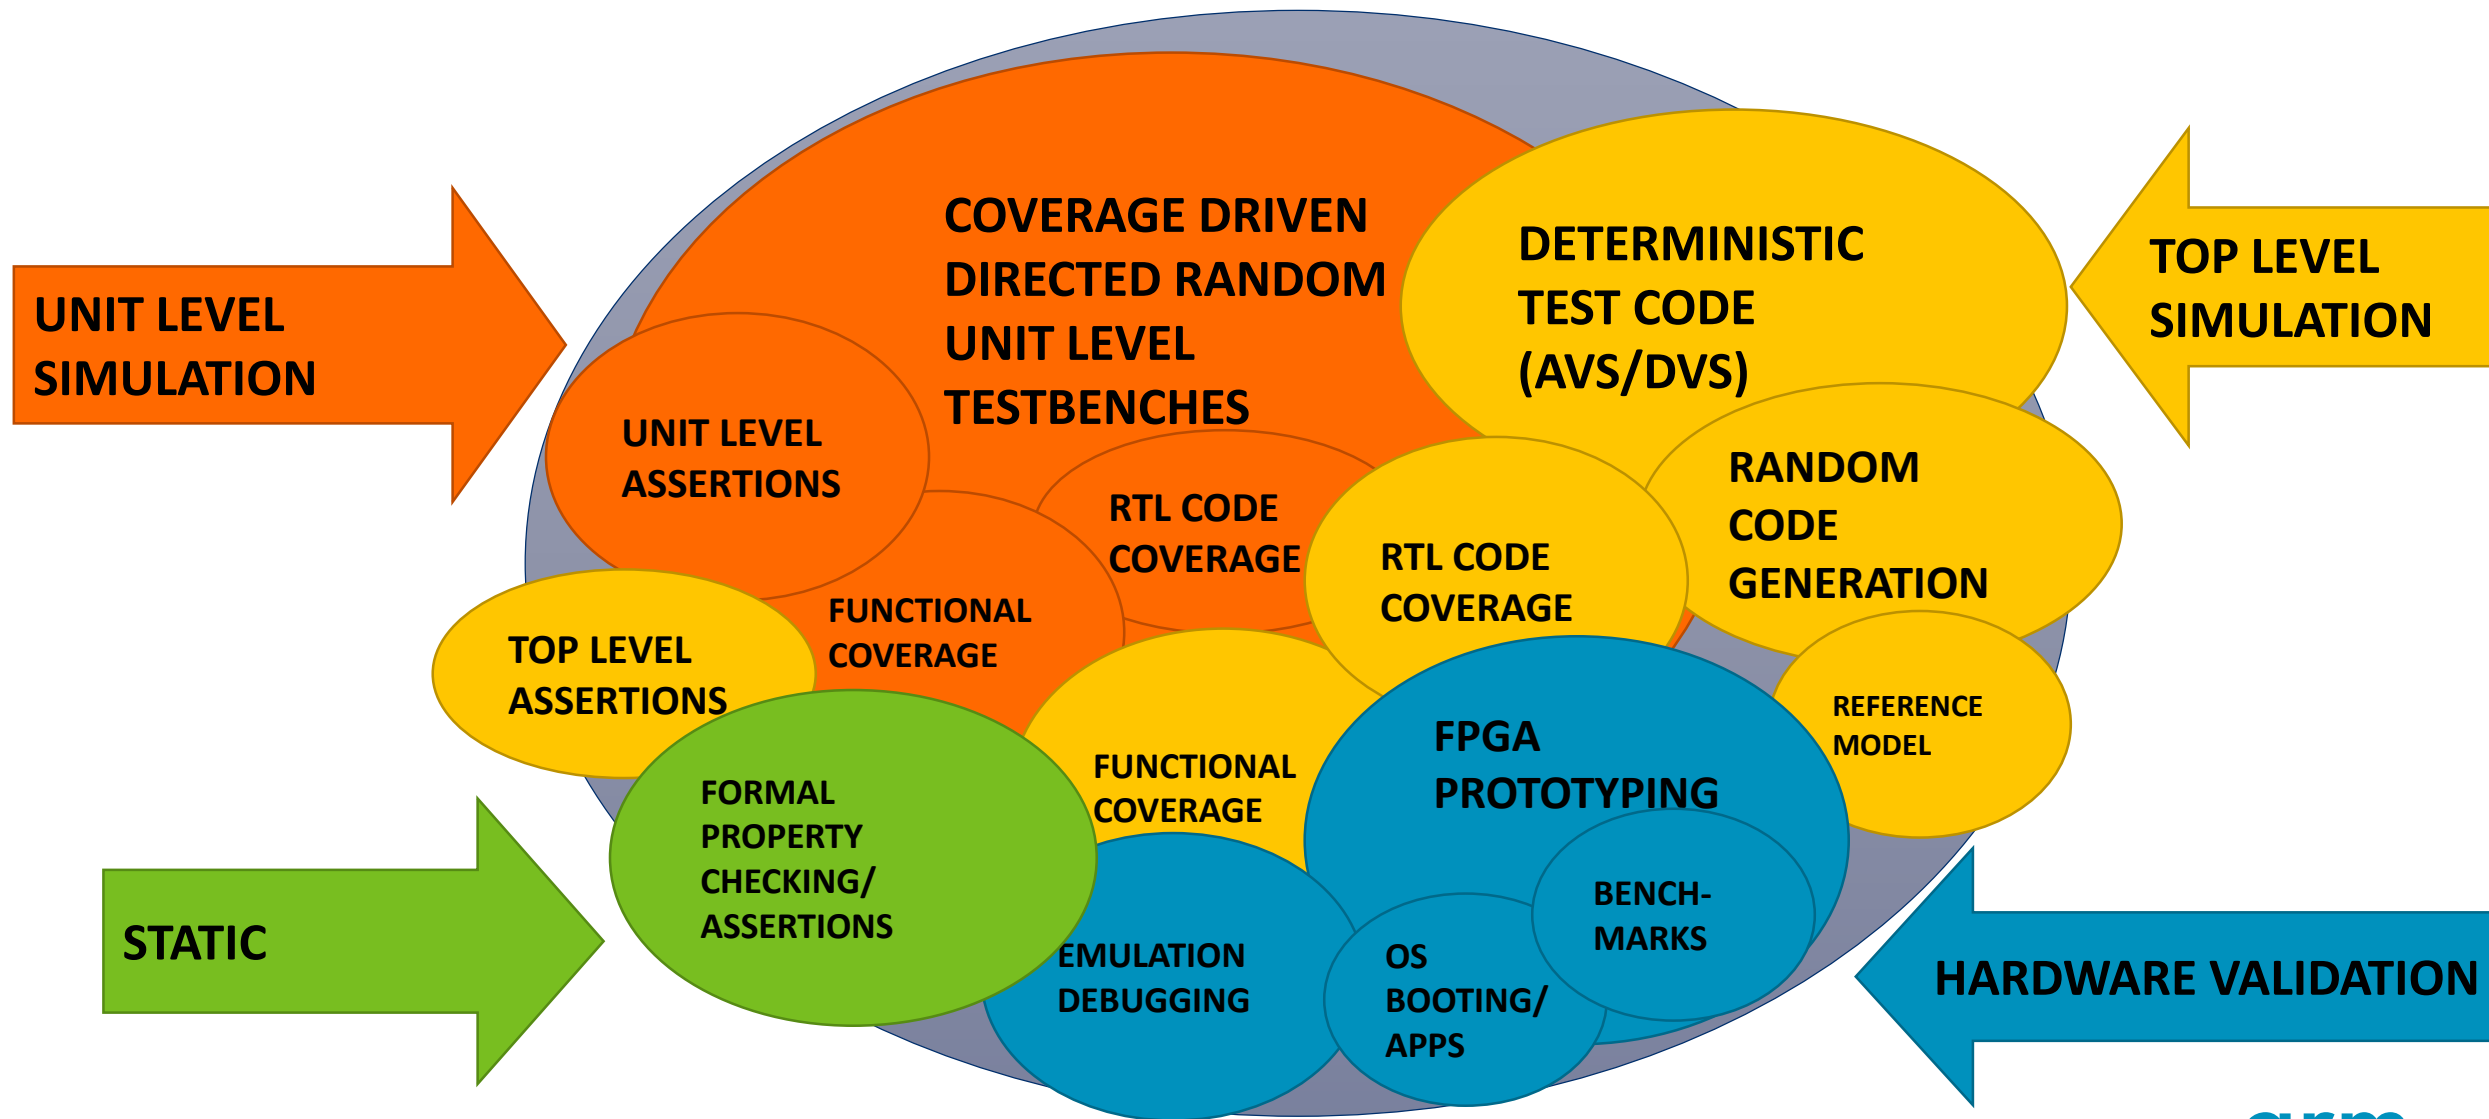 COVERAGE DRIVEN
DIRECTED RANDOM
UNIT LEVEL
TESTBENCHES
DETERMINISTIC
TEST CODE
(AVS/DVS)
TOP LEVEL
SIMULATION
UNIT LEVEL
SIMULATION
UNIT LEVEL
ASSERTIONS
RTL CODE
COVERAGE
RTL CODE
COVERAGE
RANDOM
CODE
GENERATION
FUNCTIONAL
COVERAGE
TOP LEVEL
ASSERTIONS
REFERENCE
MODEL
FPGA
PROTOTYPING
FUNCTIONAL
COVERAGE
FORMAL
PROPERTY
CHECKING/
ASSERTIONS
BENCH-
MARKS
STATIC
EMULATION
DEBUGGING
OS
BOOTING/
APPS
HARDWARE VALIDATION
arm